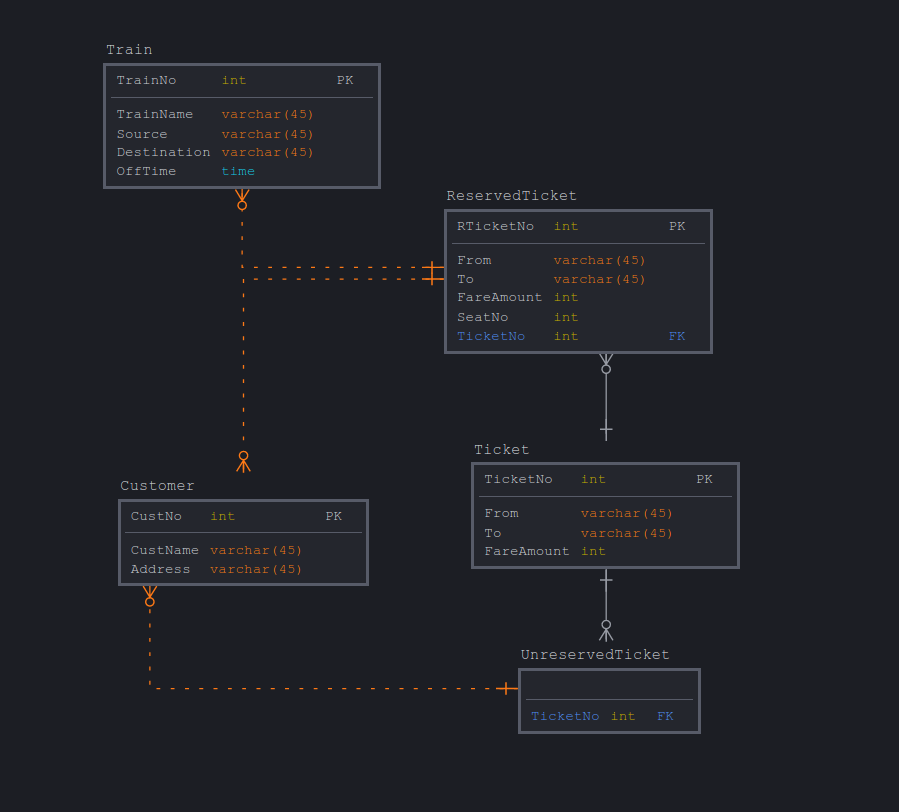 Train
TrainNo int PK
TrainName varchar(45)
Source varchar(45)
Destination varchar(45)
OffTime time
ReservedTicket
RTicketNo int PK
From varchar(45)
To varchar(45)
FareAmount int
SeatNo int
TicketNo int FK
Ticket
TicketNo int PK
From varchar(45)
To varchar(45)
FareAmount int
Customer
CustNo int PK
CustName varchar(45)
Address varchar(45)
UnreservedTicket
TicketNo int FK